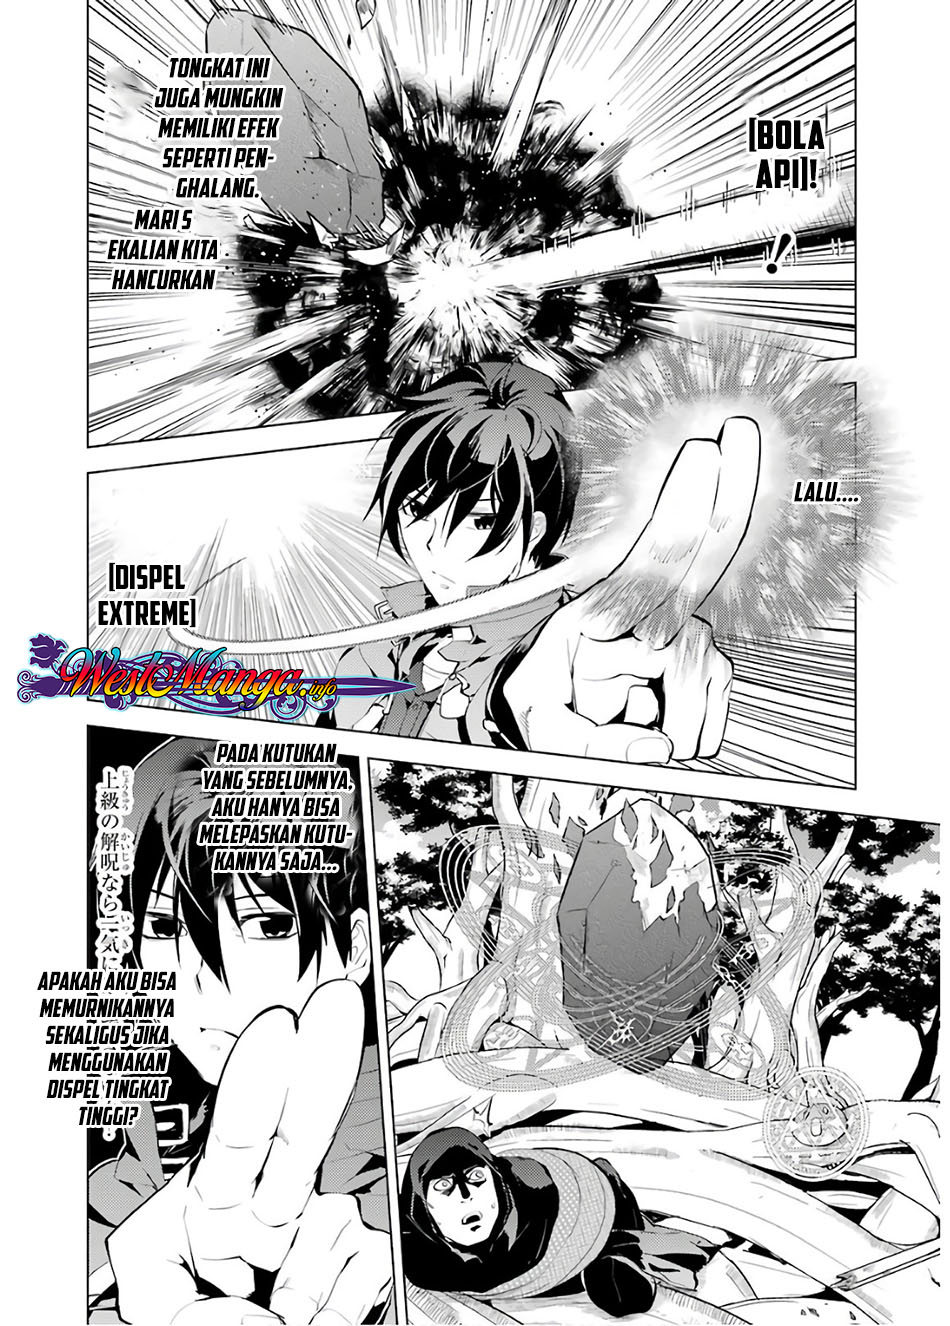 [BOLA
API]!
!
TONGKAT INI
JUGA MUNGKIN
MEMILIKI EFEK
SEPERTI PEN-
GHALANG.
MARI S
EKALIAN KITA
HANCURKAN
LALU....
[DISPEL
EXTREME]
WestManga.info
PADA KUTUKAN
YANG SEBELUMNYA,
AKU HANYA BISA
MELEPASKAN KUTU-
KANNYA SAJA...
上級の解呪なら一気に
APAKAH AKU BISA
MEMURNIKANNYA
SEKALIGUS JIKA
MENGGUNAKAN
DISPEL TINGKAT
TINGGI?